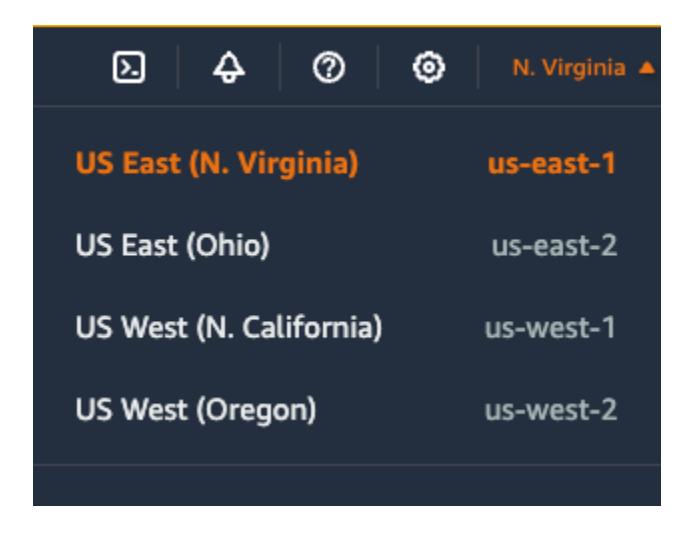 N. Virginia ▲
US East (N. Virginia) us-east-1
US East (Ohio) us-east-2
US West (N. California) us-west-1
US West (Oregon) us-west-2